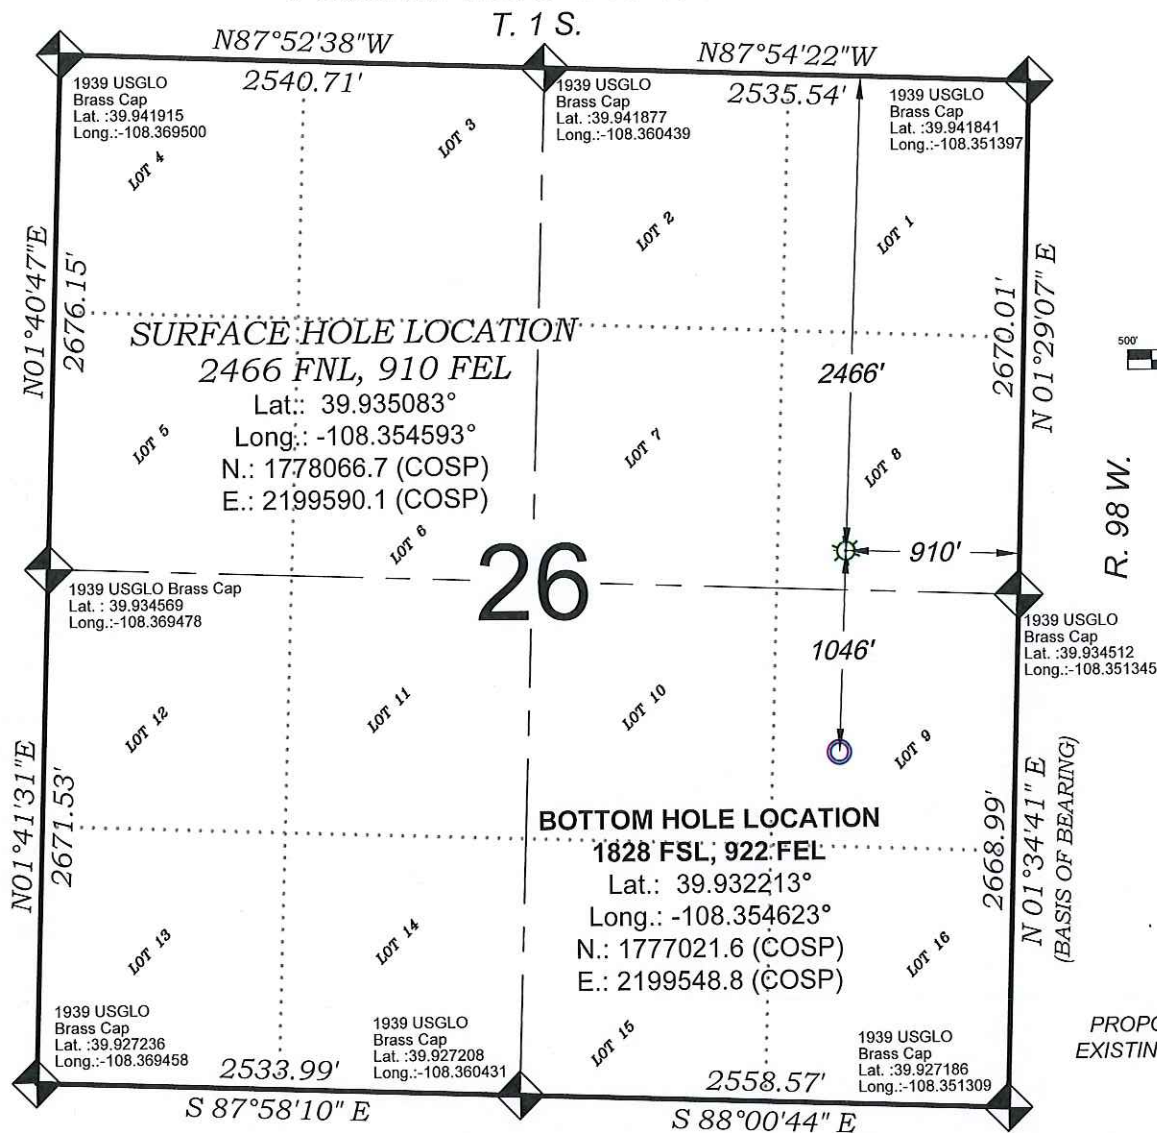 T. 1 S.
N87°52'38"W
2540.71'
N87°54'22"W
2535.54'
1939 USGLO
Brass Cap
Lat. :39.941915
Long.:-108.369500
1939 USGLO
Brass Cap
Lat. :39.941877
Long.:-108.360439
1939 USGLO
Brass Cap
Lat. :39.941841
Long.:-108.351397
LOT 4
LOT 3
LOT 2
LOT 1
N01°40'47"E
2676.15'
2670.01'
N 01°29'07" E
SURFACE HOLE LOCATION
2466 FNL, 910 FEL
Lat.: 39.935083°
Long.: -108.354593°
N.: 1778066.7 (COSP)
E.: 2199590.1 (COSP)
2466'
500'
R. 98 W.
LOT 5
LOT 6
LOT 7
LOT 8
26
910'
1939 USGLO Brass Cap
Lat. : 39.934569
Long.:-108.369478
1939 USGLO
Brass Cap
Lat. :39.934512
Long.:-108.351345
1046'
LOT 12
LOT 11
LOT 10
LOT 9
N01°41'31"E
2671.53'
2668.99'
N 01°34'41" E
(BASIS OF BEARING)
BOTTOM HOLE LOCATION
1828 FSL, 922 FEL
Lat.: 39.932213°
Long.: -108.354623°
N.: 1777021.6 (COSP)
E.: 2199548.8 (COSP)
LOT 13
LOT 14
LOT 15
LOT 16
1939 USGLO
Brass Cap
Lat. :39.927236
Long.:-108.369458
1939 USGLO
Brass Cap
Lat. :39.927208
Long.:-108.360431
1939 USGLO
Brass Cap
Lat. :39.927186
Long.:-108.351309
PROPO
EXISTIN
2533.99'
S 87°58'10" E
2558.57'
S 88°00'44" E